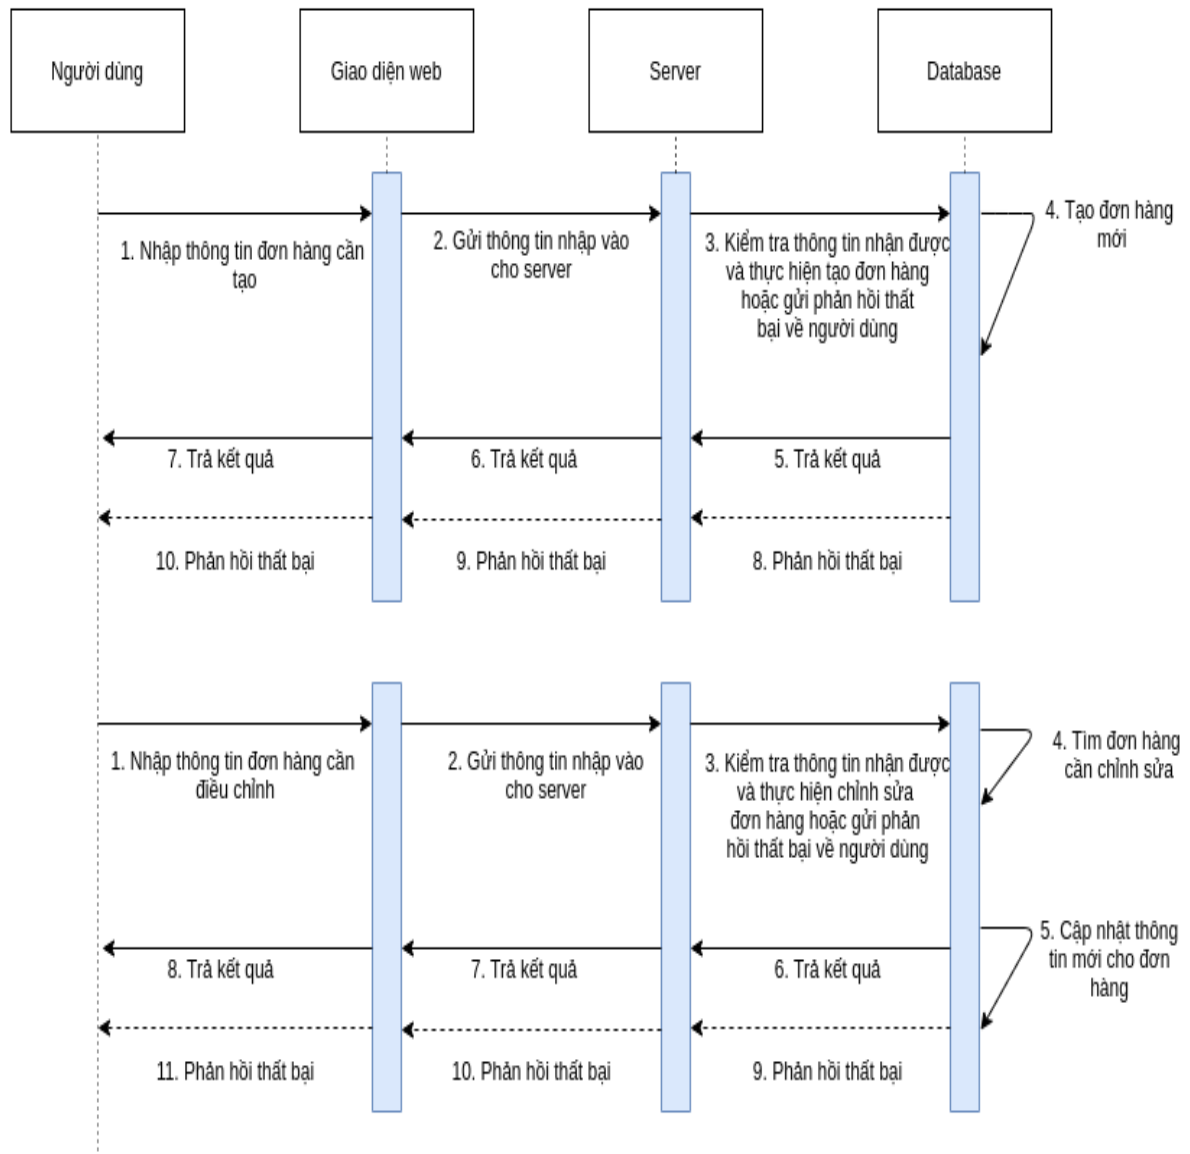 Người dùng
Giao diện web
Server
Database
1. Nhập thông tin đơn hàng cần
tạo
2. Gửi thông tin nhập vào
cho server
3. Kiểm tra thông tin nhận được
và thực hiện tạo đơn hàng
hoặc gửi phản hồi thất
bại về người dùng
4. Tạo đơn hàng
mới
7. Trả kết quả
6. Trả kết quả
5. Trả kết quả
10. Phản hồi thất bại
9. Phản hồi thất bại
8. Phản hồi thất bại
1. Nhập thông tin đơn hàng cần
điều chỉnh
2. Gửi thông tin nhập vào
cho server
3. Kiểm tra thông tin nhận được
và thực hiện chỉnh sửa
đơn hàng hoặc gửi phản
hồi thất bại về người dùng
4. Tìm đơn hàng
cần chỉnh sửa
5. Cập nhật thông
tin mới cho đơn
hàng
8. Trả kết quả
7. Trả kết quả
6. Trả kết quả
11. Phản hồi thất bại
10. Phản hồi thất bại
9. Phản hồi thất bại